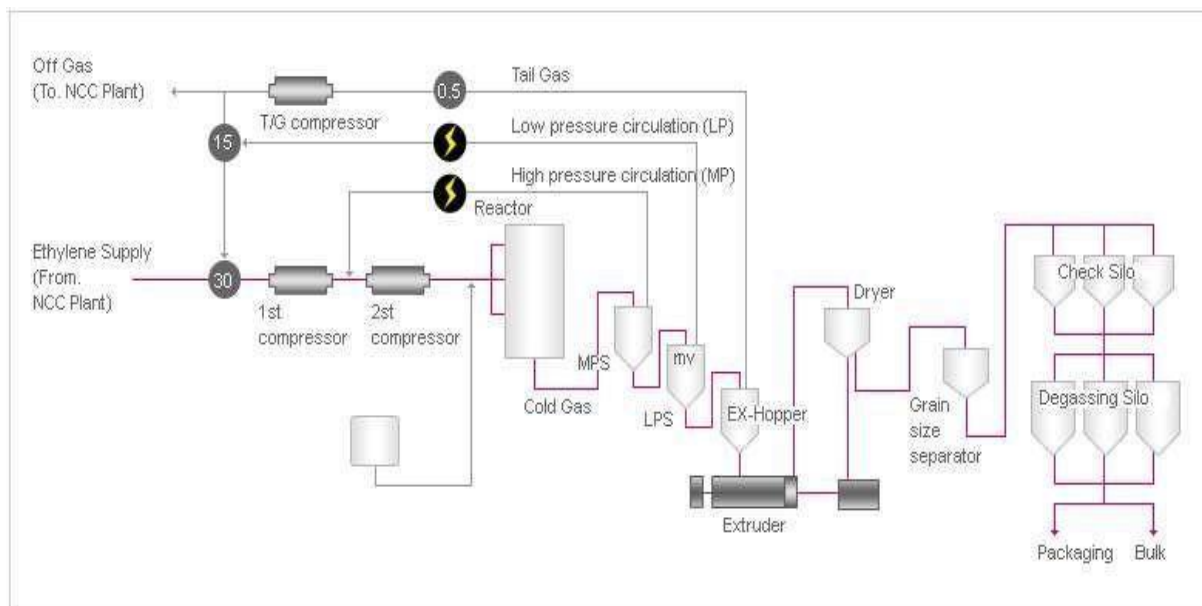 Off Gas
(To. NCC Plant)
Tail Gas
0.5
T/G compressor
Low pressure circulation (LP)
15
High pressure circulation (MP)
Reactor
Ethylene Supply
(From.
NCC Plant)
30
1st
compressor
2st
compressor
Cold Gas
MPS
mv
LPS
EX-Hopper
Extruder
Dryer
Grain
size
separator
Check Silo
Degassing Silo
Packaging
Bulk